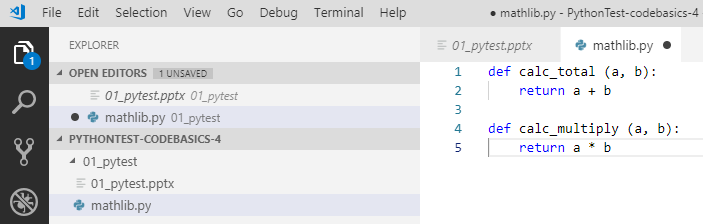 File Edit Selection View Go Debug Terminal Help ● mathlib.py - PythonTest-codebasics-4
1
EXPLORER
OPEN EDITORS 1 UNSAVED
01_pytest.pptx 01_pytest
● mathlib.py 01_pytest
PYTHONTEST-CODEBASICS-4
01_pytest
01_pytest.pptx
mathlib.py
01_pytest.pptx mathlib.py ●
1 def calc_total (a, b):
2     return a + b
3
4 def calc_multiply (a, b):
5     return a * b